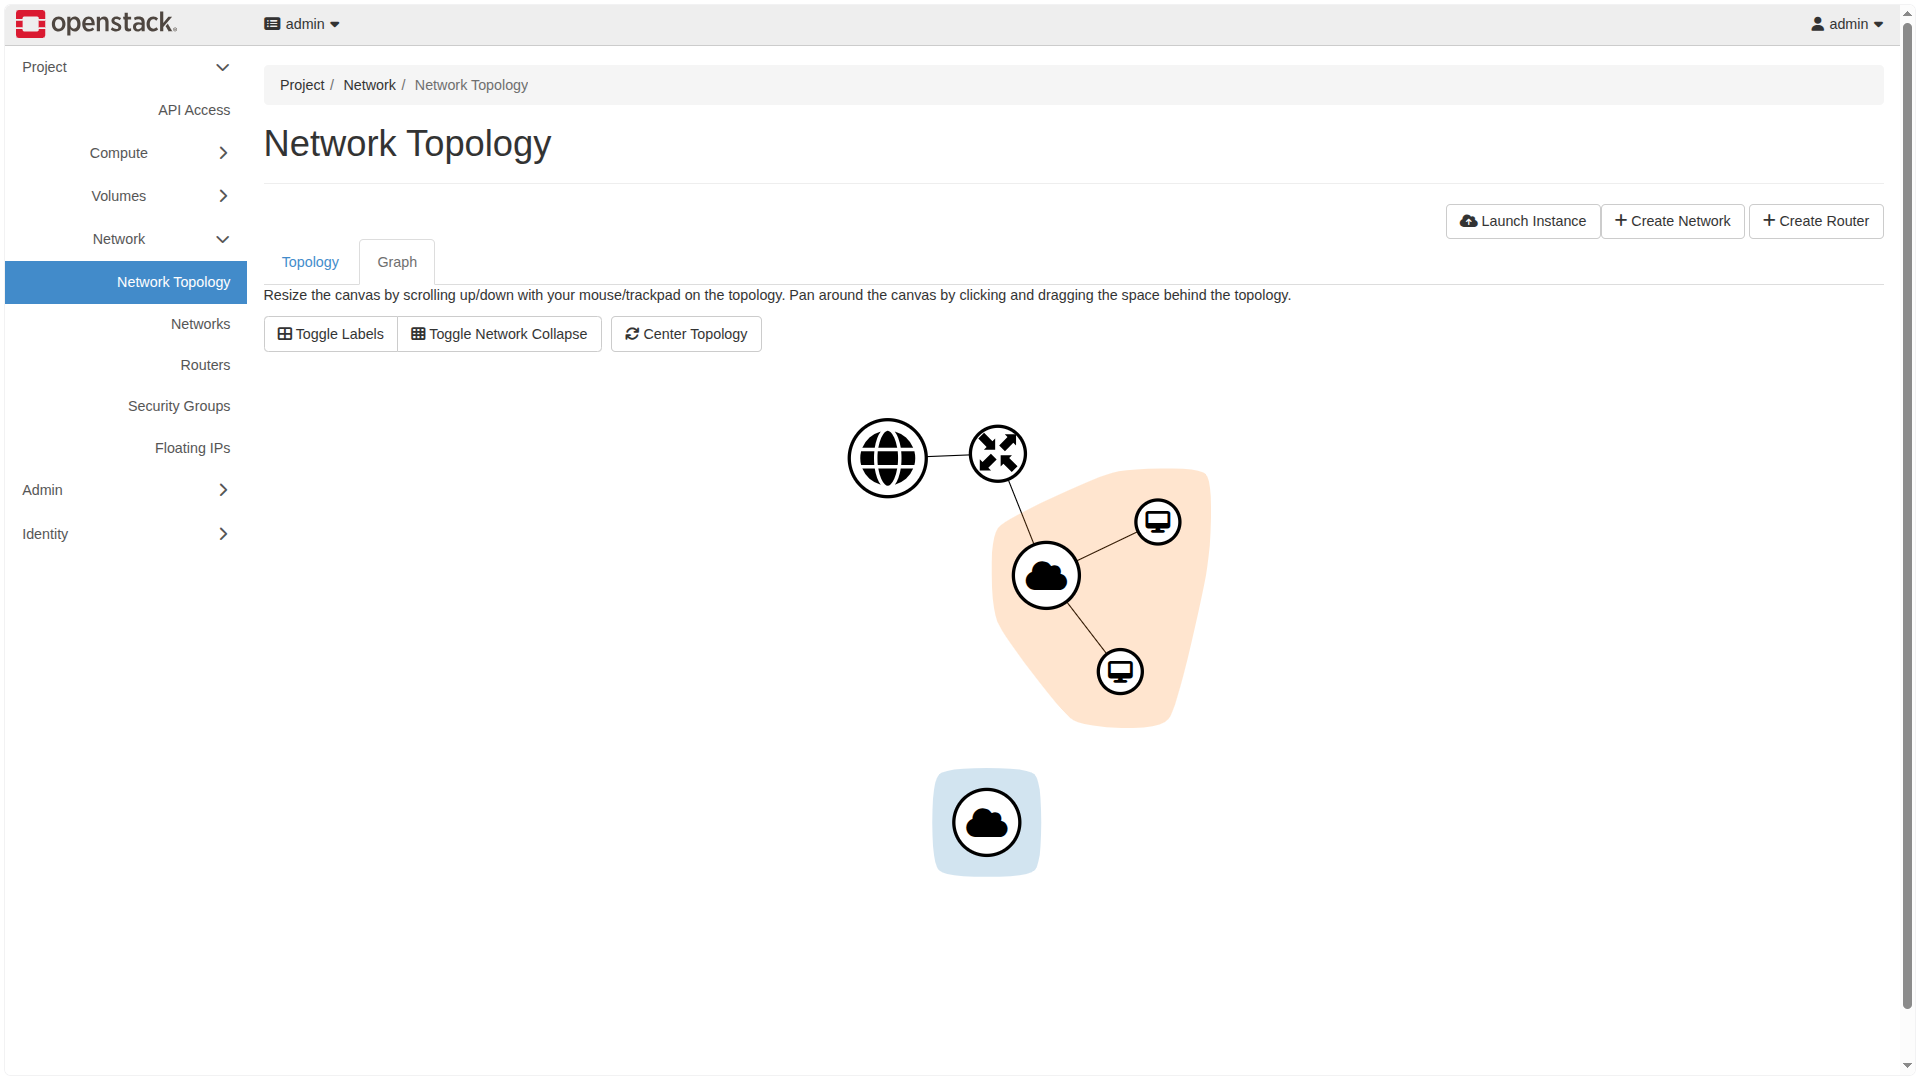 openstack.
admin
admin
Project
API Access
Compute
Volumes
Network
Network Topology
Networks
Routers
Security Groups
Floating IPs
Admin
Identity
Project / Network / Network Topology
Network Topology
Launch Instance
Create Network
Create Router
Topology
Graph
Resize the canvas by scrolling up/down with your mouse/trackpad on the topology. Pan around the canvas by clicking and dragging the space behind the topology.
Toggle Labels
Toggle Network Collapse
Center Topology